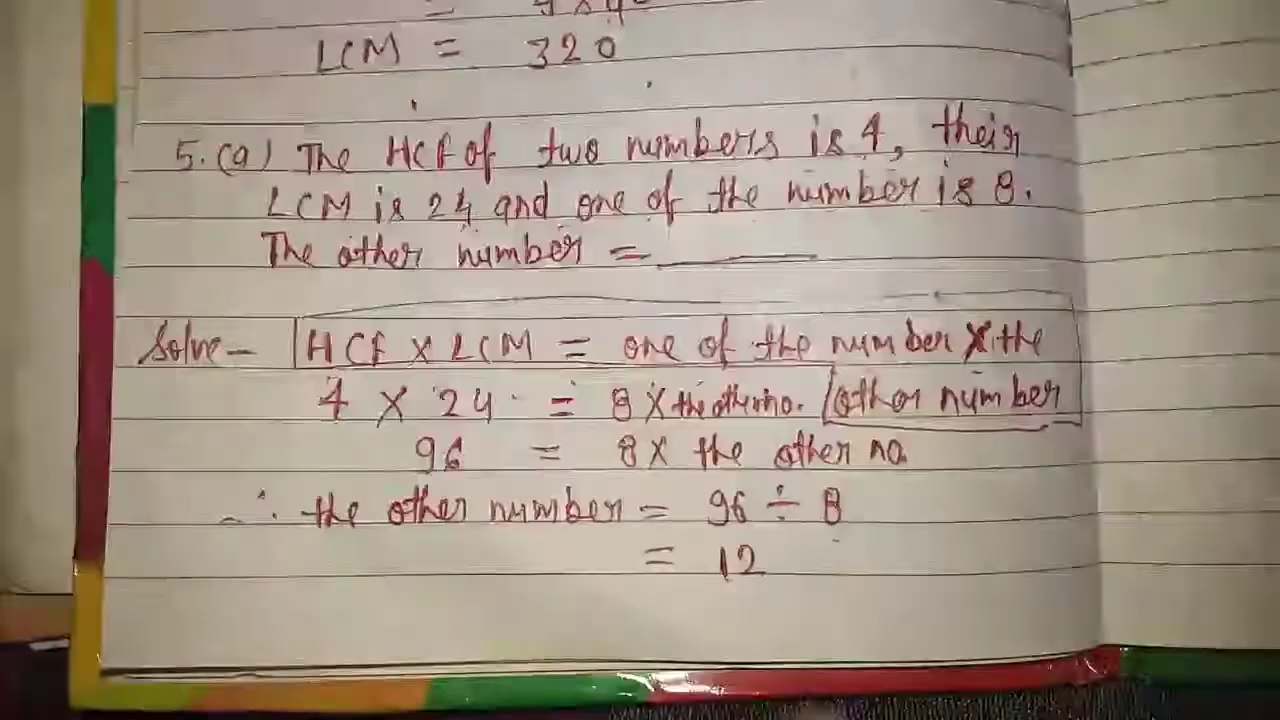 LCM = 320
5. (a) The HCF of two numbers is 4, their
LCM is 24 and one of the number is 8.
The other number = ______
Solve - HCF X LCM = one of the number X the
4 X 24 = 8 X the other no. other number
96 = 8 X the other no.
∴ the other number = 96 ÷ 8
= 12